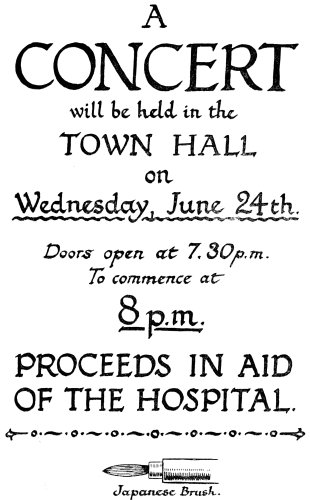 A
CONCERT
will be held in the
TOWN HALL
on
Wednesday, June 24th.
Doors open at 7.30p.m.
To commence at
8 p.m.
PROCEEDS IN AID
OF THE HOSPITAL.
Japanese Brush.